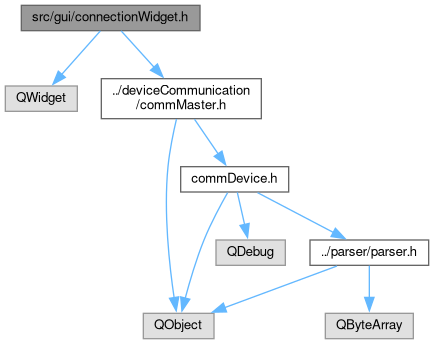 src/gui/connectionWidget.h
QWidget
../deviceCommunication
/commMaster.h
commDevice.h
QDebug
../parser/parser.h
QObject
QByteArray